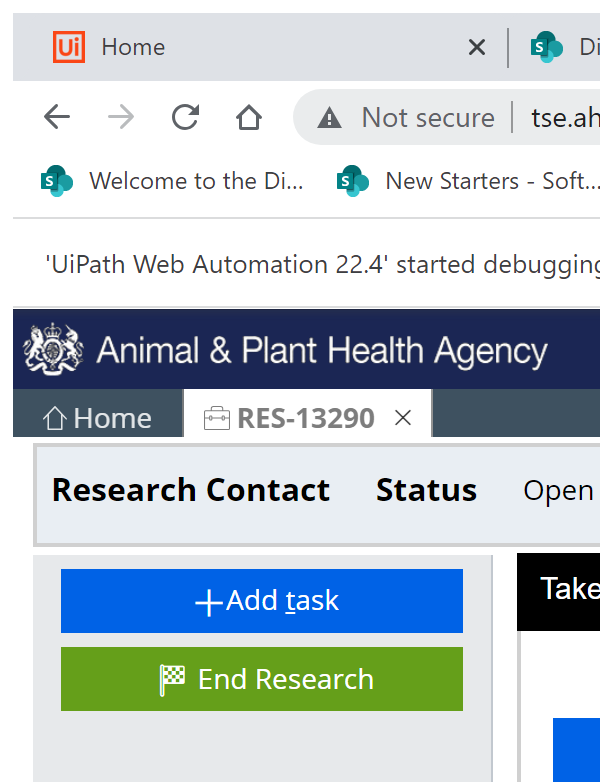 Ui Home
S Di
Not secure tse.ah
S Welcome to the Di... S New Starters - Soft...
'UiPath Web Automation 22.4' started debugging
Animal & Plant Health Agency
Home RES-13290
Research Contact Status Open
Add task
Take
End Research